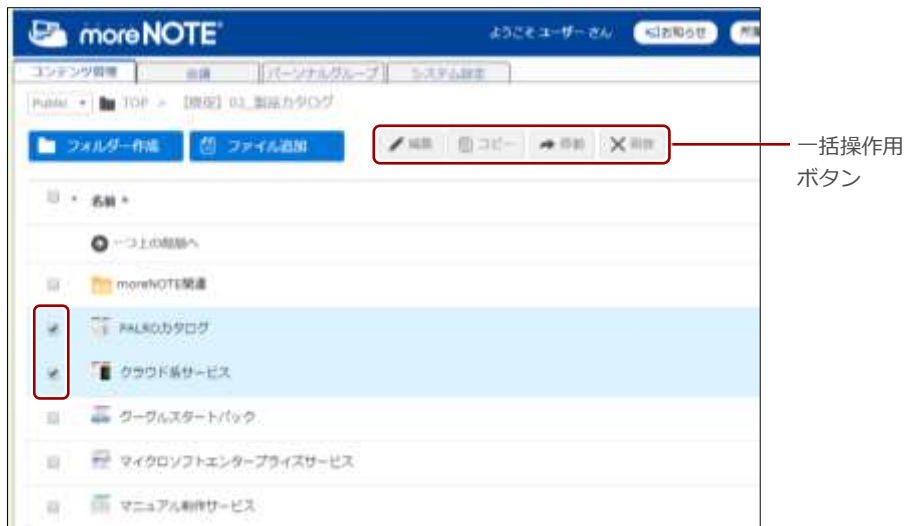 moreNOTE
ようこそ ユーザー さん
お知らせ
コンテンツ管理
会議
パーソナルグループ
システム設定
Public
TOP >
03_製品カタログ
フォルダー作成
ファイル追加
編集
コピー
移動
削除
一括操作用
ボタン
名前
一つ上の階層へ
moreNOTE関連
PALROカタログ
クラウド系サービス
グーグルスタートパック
マイクロソフトエンタープライズサービス
マニュアル制作サービス